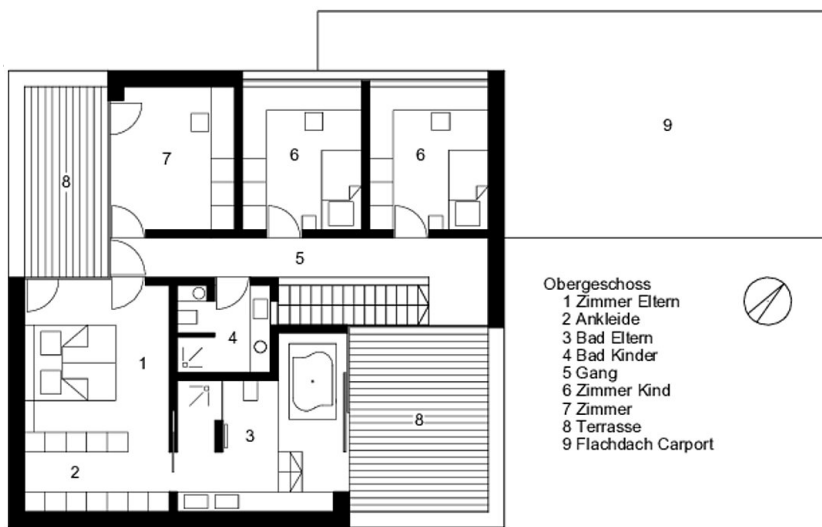 9
7
6
6
8
5
4
1
3
8
2
Obergeschoss
1 Zimmer Eltern
2 Ankleide
3 Bad Eltern
4 Bad Kinder
5 Gang
6 Zimmer Kind
7 Zimmer
8 Terrasse
9 Flachdach Carport